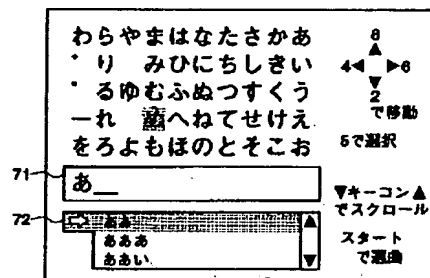 わらやまはなたさかあ
゛り みひにちしきい
゜るゆむふぬつすくう
ーれ へねてせけえ
をろよもほのとそこお
8
4 6
2
で移動
5で選択
71
あ__
72
ああ
あああ
ああい
▼キーコン▲
でスクロール
スタート
で選曲